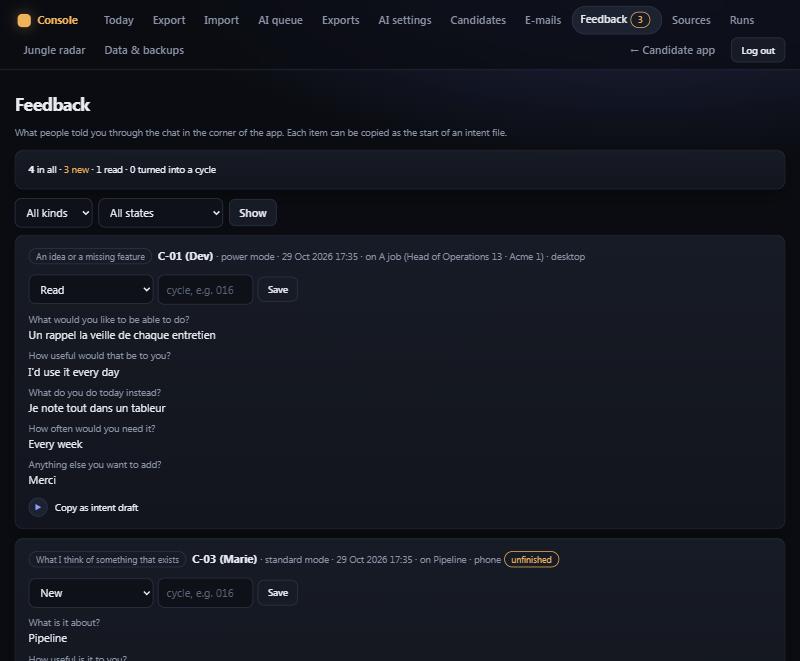 Console Today Export Import AI queue Exports AI settings Candidates E-mails Feedback 3 Sources Runs
Jungle radar Data & backups ← Candidate app Log out
Feedback
What people told you through the chat in the corner of the app. Each item can be copied as the start of an intent file.
4 in all · 3 new · 1 read · 0 turned into a cycle
All kinds All states Show
An idea or a missing feature C-01 (Dev) · power mode · 29 Oct 2026 17:35 · on A job (Head of Operations 13 · Acme 1) · desktop
Read cycle, e.g. 016 Save
What would you like to be able to do?
Un rappel la veille de chaque entretien
How useful would that be to you?
I'd use it every day
What do you do today instead?
Je note tout dans un tableur
How often would you need it?
Every week
Anything else you want to add?
Merci
Copy as intent draft
What I think of something that exists C-03 (Marie) · standard mode · 29 Oct 2026 17:35 · on Pipeline · phone unfinished
New cycle, e.g. 016 Save
What is it about?
Pipeline
How useful is it to you?